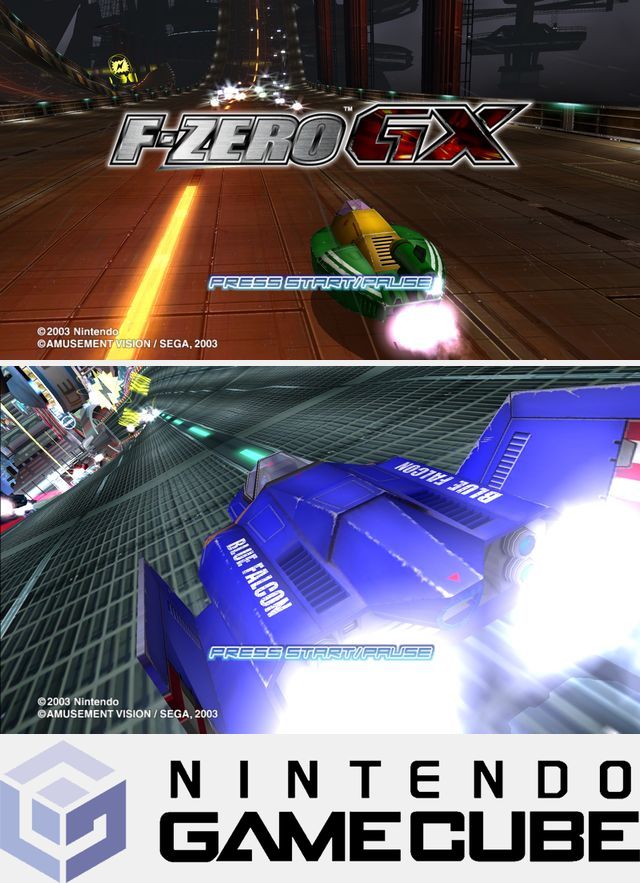 F-ZERO GX™
PRESS START/PAUSE
©2003 Nintendo
©AMUSEMENT VISION / SEGA, 2003
BLUE FALCON
BLUE FALCON
PRESS START/PAUSE
©2003 Nintendo
©AMUSEMENT VISION / SEGA, 2003
NINTENDO
GAMECUBE